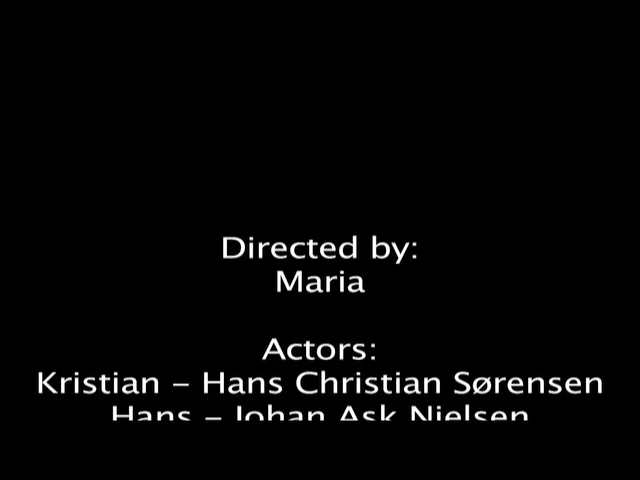 Directed by:
Maria
Actors:
Kristian – Hans Christian Sørensen
Hans – Johan Ask Nielsen